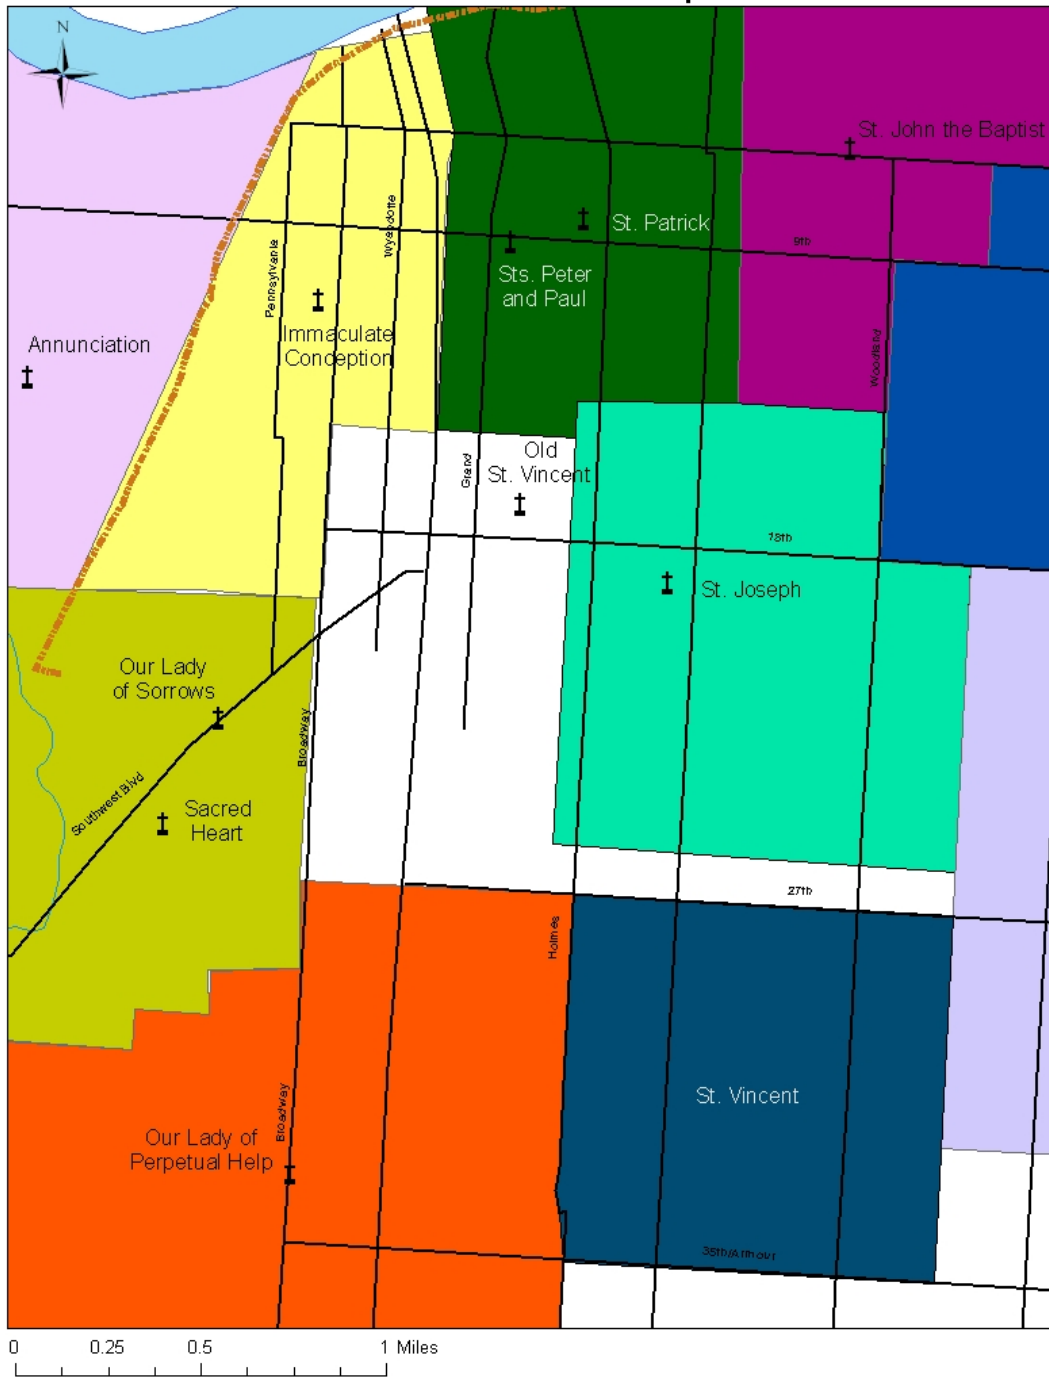 N
St. John the Baptist
St. Patrick
9th
Wyandotte
Pennsylvania
Sts. Peter
and Paul
Immaculate
Conception
Annunciation
Woodland
Old
St. Vincent
Grand
18th
St. Joseph
Our Lady
of Sorrows
Broadway
Southwest Blvd
Sacred
Heart
27th
Holmes
St. Vincent
Broadway
Our Lady of
Perpetual Help
35th/Armour
0 0.25 0.5 1 Miles